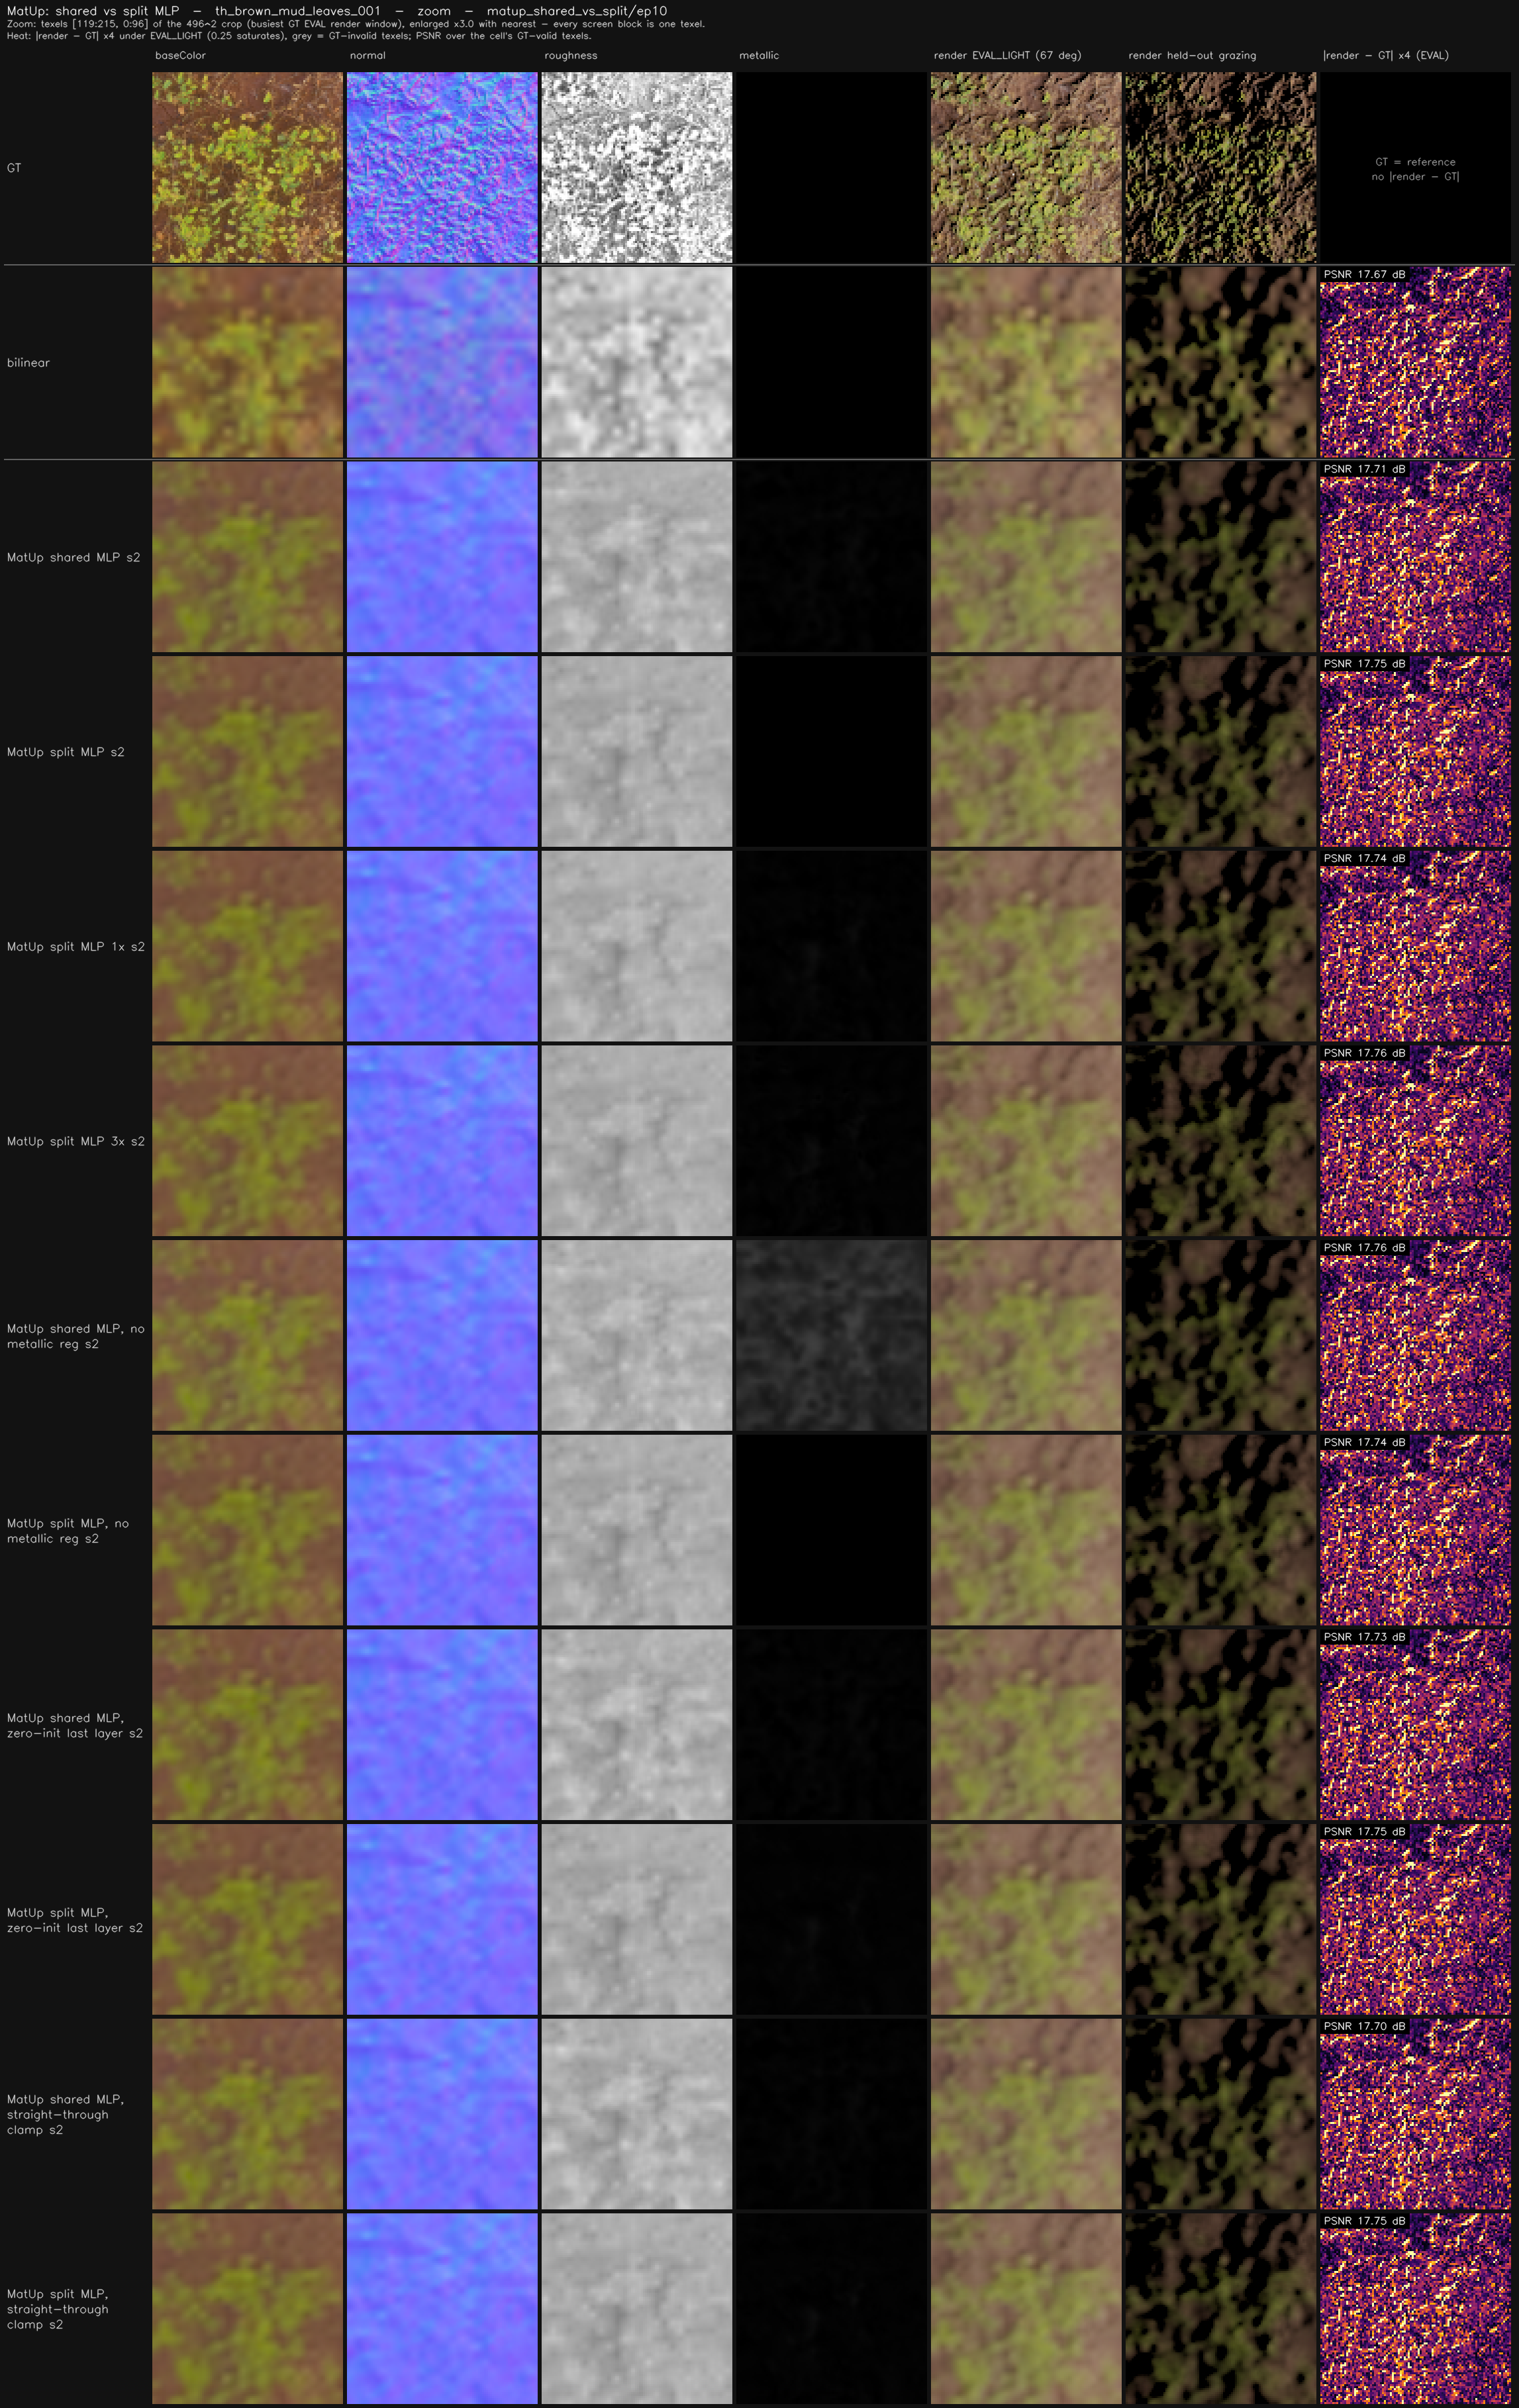 MatUp: shared vs split MLP — th_brown_mud_leaves_001 — zoom — matup_shared_vs_split/ep10
Zoom: texels [119:215, 0:96] of the 496^2 crop (busiest GT EVAL render window), enlarged x3.0 with nearest — every screen block is one texel.
Heat: |render — GT| x4 under EVAL_LIGHT (0.25 saturates), grey = GT-invalid texels; PSNR over the cell's GT-valid texels.
baseColor normal roughness metallic render EVAL_LIGHT (67 deg) render held-out grazing |render — GT| x4 (EVAL)
GT
GT = reference
no |render — GT|
bilinear
PSNR 17.67 dB
MatUp shared MLP s2
PSNR 17.71 dB
MatUp split MLP s2
PSNR 17.75 dB
MatUp split MLP 1x s2
PSNR 17.74 dB
MatUp split MLP 3x s2
PSNR 17.76 dB
MatUp shared MLP, no
metallic reg s2
PSNR 17.76 dB
MatUp split MLP, no
metallic reg s2
PSNR 17.74 dB
MatUp shared MLP,
zero-init last layer s2
PSNR 17.73 dB
MatUp split MLP,
zero-init last layer s2
PSNR 17.75 dB
MatUp shared MLP,
straight-through
clamp s2
PSNR 17.70 dB
MatUp split MLP,
straight-through
clamp s2
PSNR 17.75 dB